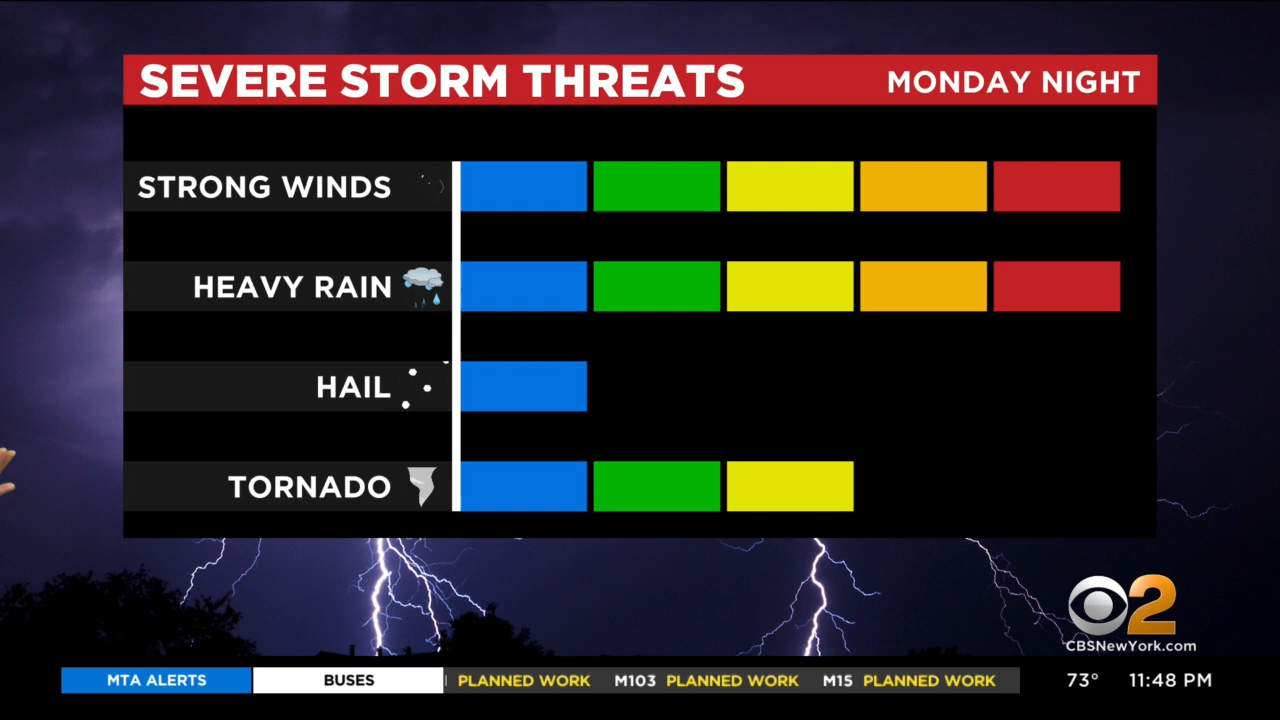 SEVERE STORM THREATS MONDAY NIGHT
STRONG WINDS
HEAVY RAIN
HAIL
TORNADO
2
CBSNewYork.com
MTA ALERTS BUSES PLANNED WORK M103 PLANNED WORK M15 PLANNED WORK 73° 11:48 PM